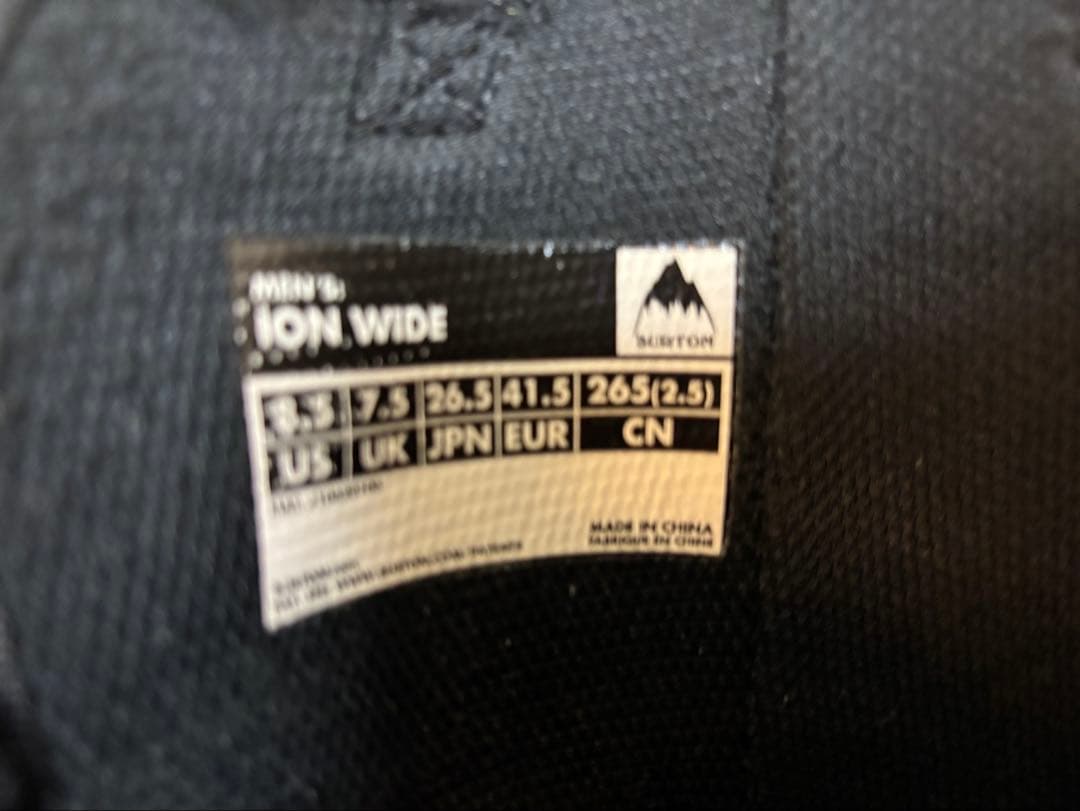 MEN'S:
ION WIDE
BURTON
8.5 7.5 26.5 41.5 265(2.5)
US UK JPN EUR CN
MADE IN CHINA
FABRIQUÉ EN CHINE